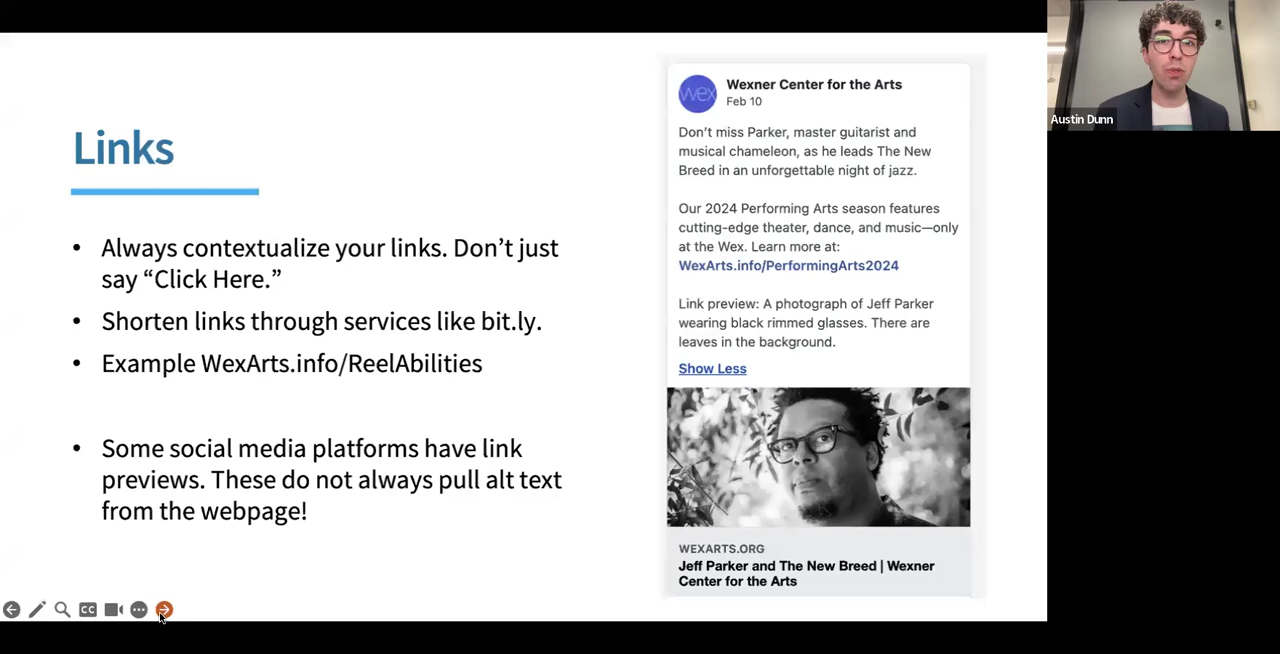 Links
• Always contextualize your links. Don’t just
say “Click Here.”
• Shorten links through services like bit.ly.
• Example WexArts.info/ReelAbilities
• Some social media platforms have link
previews. These do not always pull alt text
from the webpage!
wex
Wexner Center for the Arts
Feb 10
Don’t miss Parker, master guitarist and
musical chameleon, as he leads The New
Breed in an unforgettable night of jazz.
Our 2024 Performing Arts season features
cutting-edge theater, dance, and music—only
at the Wex. Learn more at:
WexArts.info/PerformingArts2024
Link preview: A photograph of Jeff Parker
wearing black rimmed glasses. There are
leaves in the background.
Show Less
WEXARTS.ORG
Jeff Parker and The New Breed | Wexner
Center for the Arts
CC
Austin Dunn